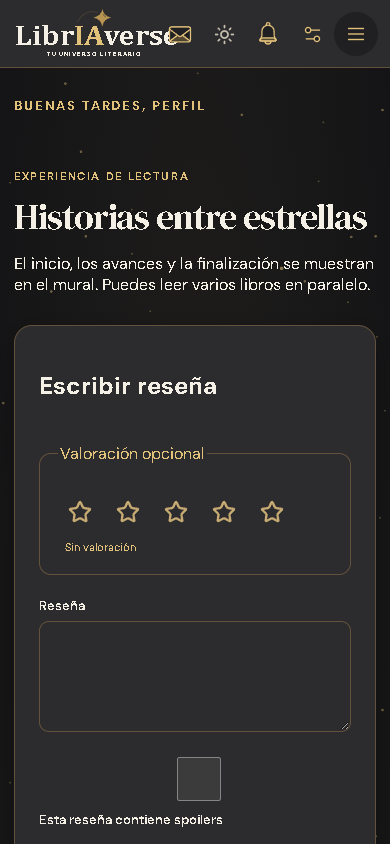 LibrIAverso
TU UNIVERSO LITERARIO
BUENAS TARDES, PERFIL
EXPERIENCIA DE LECTURA
Historias entre estrellas
El inicio, los avances y la finalización se muestran
en el mural. Puedes leer varios libros en paralelo.
Escribir reseña
Valoración opcional
Sin valoración
Reseña
Esta reseña contiene spoilers